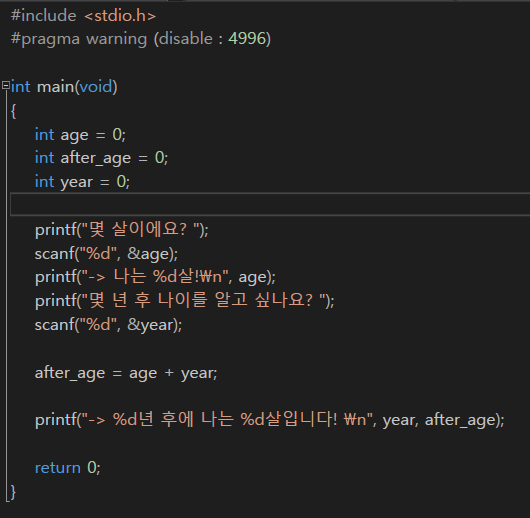 #include <stdio.h>
#pragma warning (disable : 4996)
int main(void)
{
int age = 0;
int after_age = 0;
int year = 0;
printf("몇 살이에요? ");
scanf("%d", &age);
printf("-> 나는 %d살!₩n", age);
printf("몇 년 후 나이를 알고 싶나요? ");
scanf("%d", &year);
after_age = age + year;
printf("-> %d년 후에 나는 %d살입니다! ₩n", year, after_age);
return 0;
}